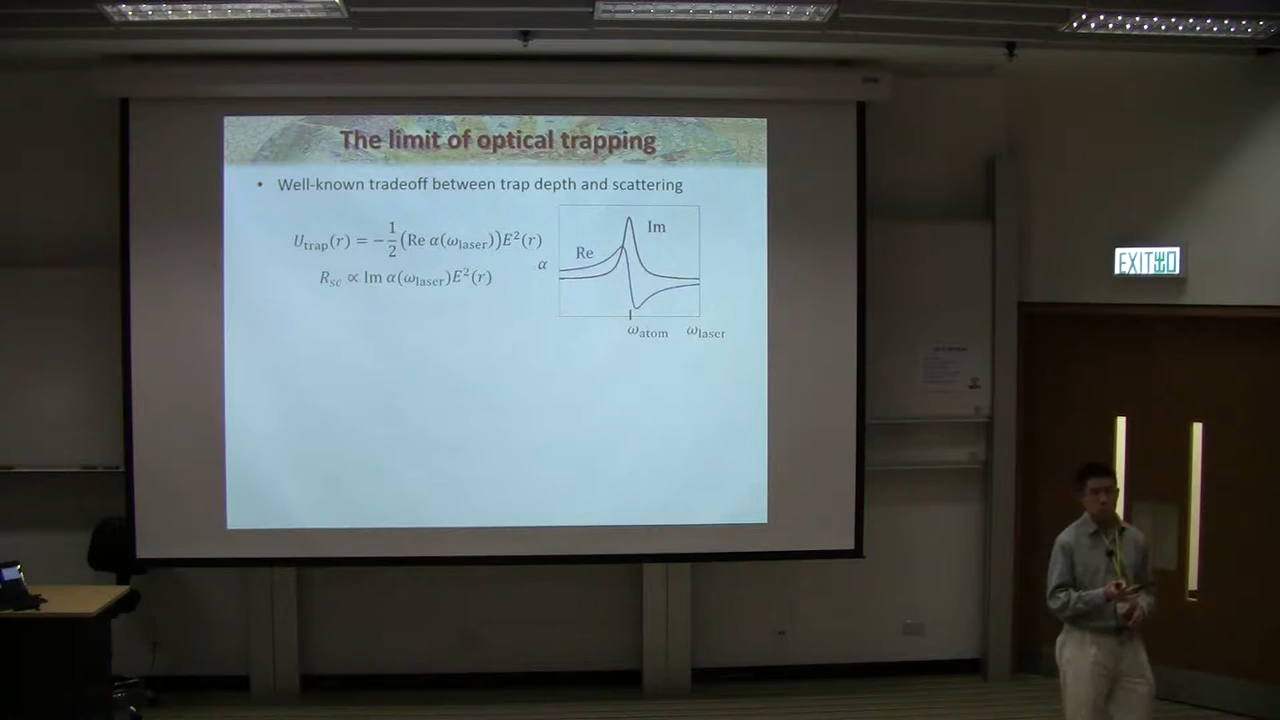 The limit of optical trapping
• Well-known tradeoff between trap depth and scattering
U_trap(r) = −1/2 (Re α(ω_laser))E²(r)
R_sc ∝ Im α(ω_laser)E²(r)
Im
Re
α
ω_atom ω_laser
EXIT出口